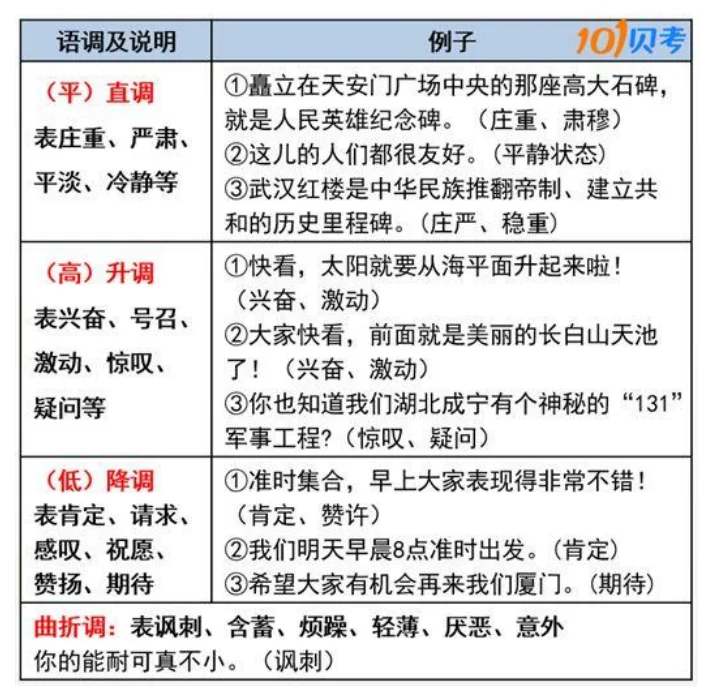 语调及说明 例子 101贝考
（平）直调
表庄重、严肃、
平淡、冷静等
①矗立在天安门广场中央的那座高大石碑，
就是人民英雄纪念碑。（庄重、肃穆）
②这儿的人们都很友好。(平静状态)
③武汉红楼是中华民族推翻帝制、建立共
和的历史里程碑。(庄严、稳重)
（高）升调
表兴奋、号召、
激动、惊叹、
疑问等
①快看，太阳就要从海平面升起来啦！
（兴奋、激动）
②大家快看，前面就是美丽的长白山天池
了！（兴奋、激动）
③你也知道我们湖北成宁有个神秘的“131”
军事工程?（惊叹、疑问）
（低）降调
表肯定、请求、
感叹、祝愿、
赞扬、期待
①准时集合，早上大家表现得非常不错！
（肯定、赞许）
②我们明天早晨8点准时出发。(肯定)
③希望大家有机会再来我们厦门。(期待)
曲折调：表讽刺、含蓄、烦躁、轻薄、厌恶、意外
你的能耐可真不小。（讽刺）